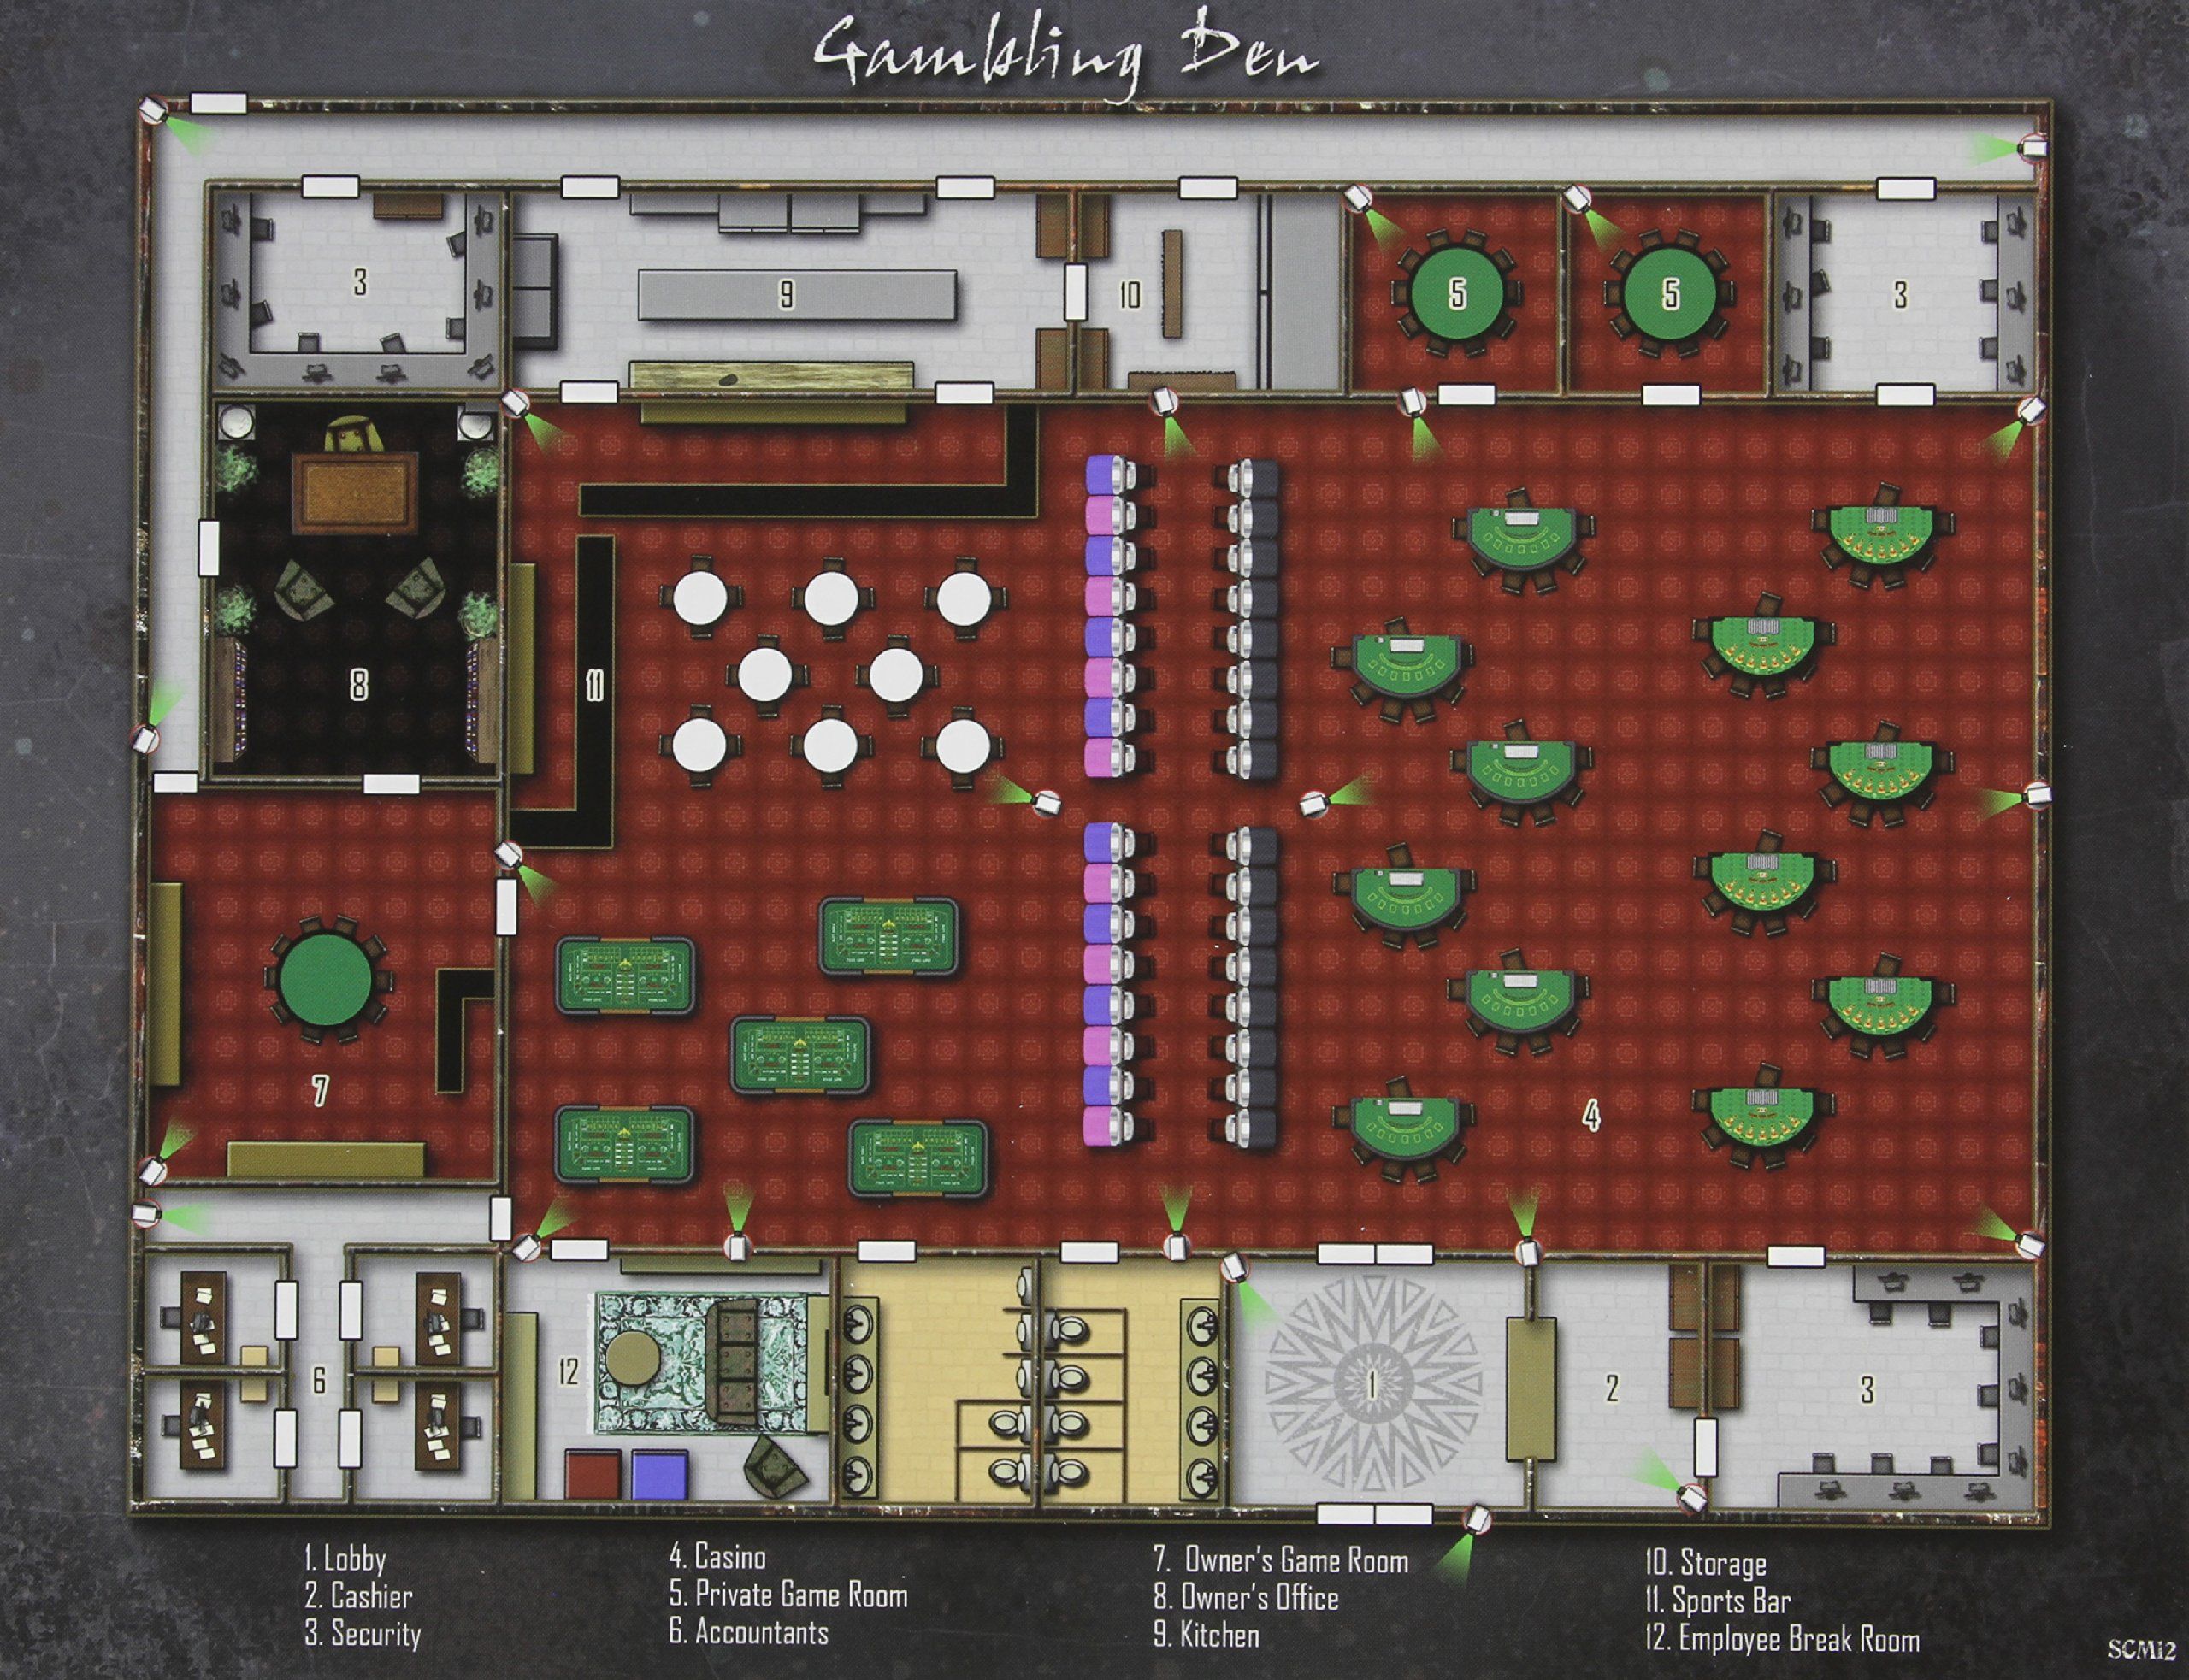 Gambling Den
3
9
10
5
5
3
8
11
7
4
6
12
1
2
3
1. Lobby
2. Cashier
3. Security
4. Casino
5. Private Game Room
6. Accountants
7. Owner's Game Room
8. Owner's Office
9. Kitchen
10. Storage
11. Sports Bar
12. Employee Break Room
SCM12